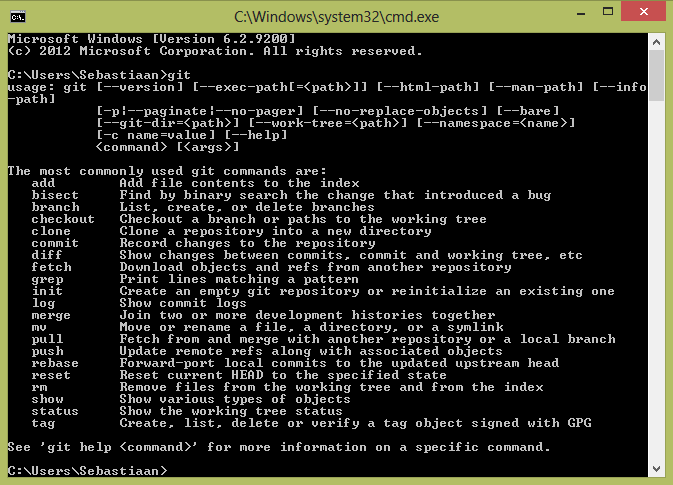 C:\Windows\system32\cmd.exe
Microsoft Windows [Version 6.2.9200]
(c) 2012 Microsoft Corporation. All rights reserved.
C:\Users\Sebastiaan>git
usage: git [--version] [--exec-path[=<path>]] [--html-path] [--man-path] [--info
-path]
[-p|--paginate|--no-pager] [--no-replace-objects] [--bare]
[--git-dir=<path>] [--work-tree=<path>] [--namespace=<name>]
[-c name=value] [--help]
<command> [<args>]
The most commonly used git commands are:
add Add file contents to the index
bisect Find by binary search the change that introduced a bug
branch List, create, or delete branches
checkout Checkout a branch or paths to the working tree
clone Clone a repository into a new directory
commit Record changes to the repository
diff Show changes between commits, commit and working tree, etc
fetch Download objects and refs from another repository
grep Print lines matching a pattern
init Create an empty git repository or reinitialize an existing one
log Show commit logs
merge Join two or more development histories together
mv Move or rename a file, a directory, or a symlink
pull Fetch from and merge with another repository or a local branch
push Update remote refs along with associated objects
rebase Forward-port local commits to the updated upstream head
reset Reset current HEAD to the specified state
rm Remove files from the working tree and from the index
show Show various types of objects
status Show the working tree status
tag Create, list, delete or verify a tag object signed with GPG
See 'git help <command>' for more information on a specific command.
C:\Users\Sebastiaan>